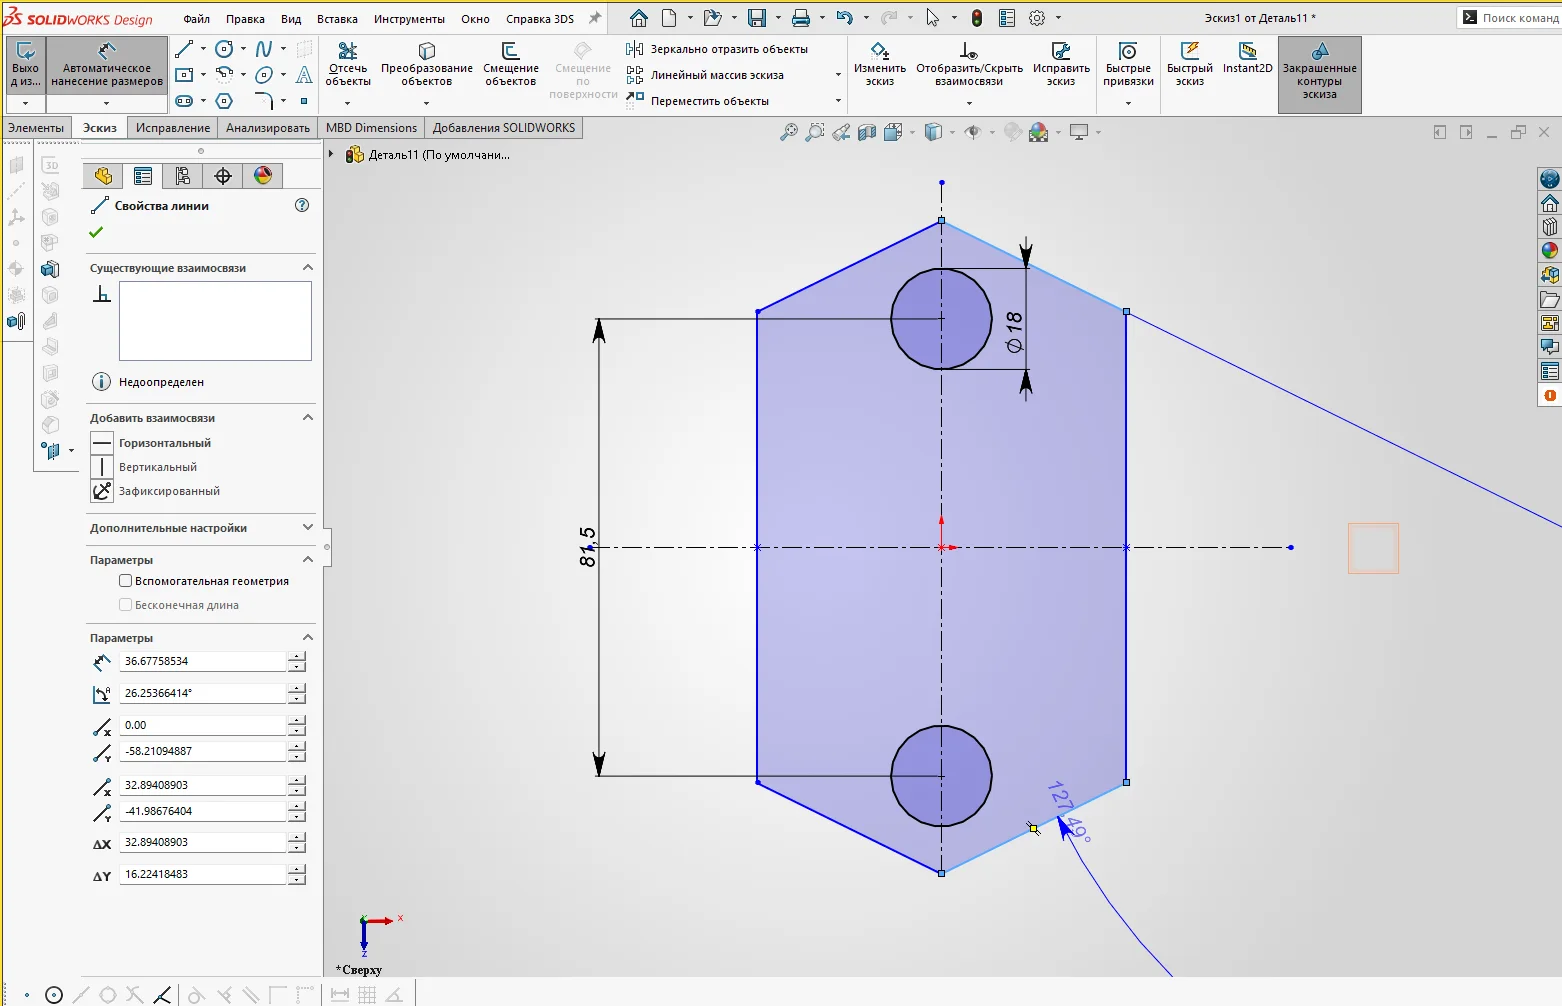 SOLIDWORKS Design
Файл Правка Вид Вставка Инструменты Окно Справка 3DS
Эскиз1 от Деталь11 *
Поиск команд
Выхо
д из...
Автоматическое
нанесение размеров
Отсечь
объекты
Преобразование
объектов
Смещение
объектов
Смещение
по
поверхности
Зеркально отразить объекты
Линейный массив эскиза
Переместить объекты
Изменить
эскиз
Отобразить/Скрыть
взаимосвязи
Исправить
эскиз
Быстрые
привязки
Быстрый
эскиз
Instant2D
Закрашенные
контуры
эскиза
Элементы Эскиз Исправление Анализировать MBD Dimensions Добавления SOLIDWORKS
Деталь11 (По умолчани...
3D
Свойства линии
Существующие взаимосвязи
Недоопределен
Добавить взаимосвязи
Горизонтальный
Вертикальный
Зафиксированный
Дополнительные настройки
Параметры
Вспомогательная геометрия
Бесконечная длина
Параметры
36.67758534
26.25366414°
0.00
-58.21094887
32.89408903
-41.98676404
ΔX 32.89408903
ΔY 16.22418483
∅18
81,5
127,49°
Y
X
Z
*Сверху